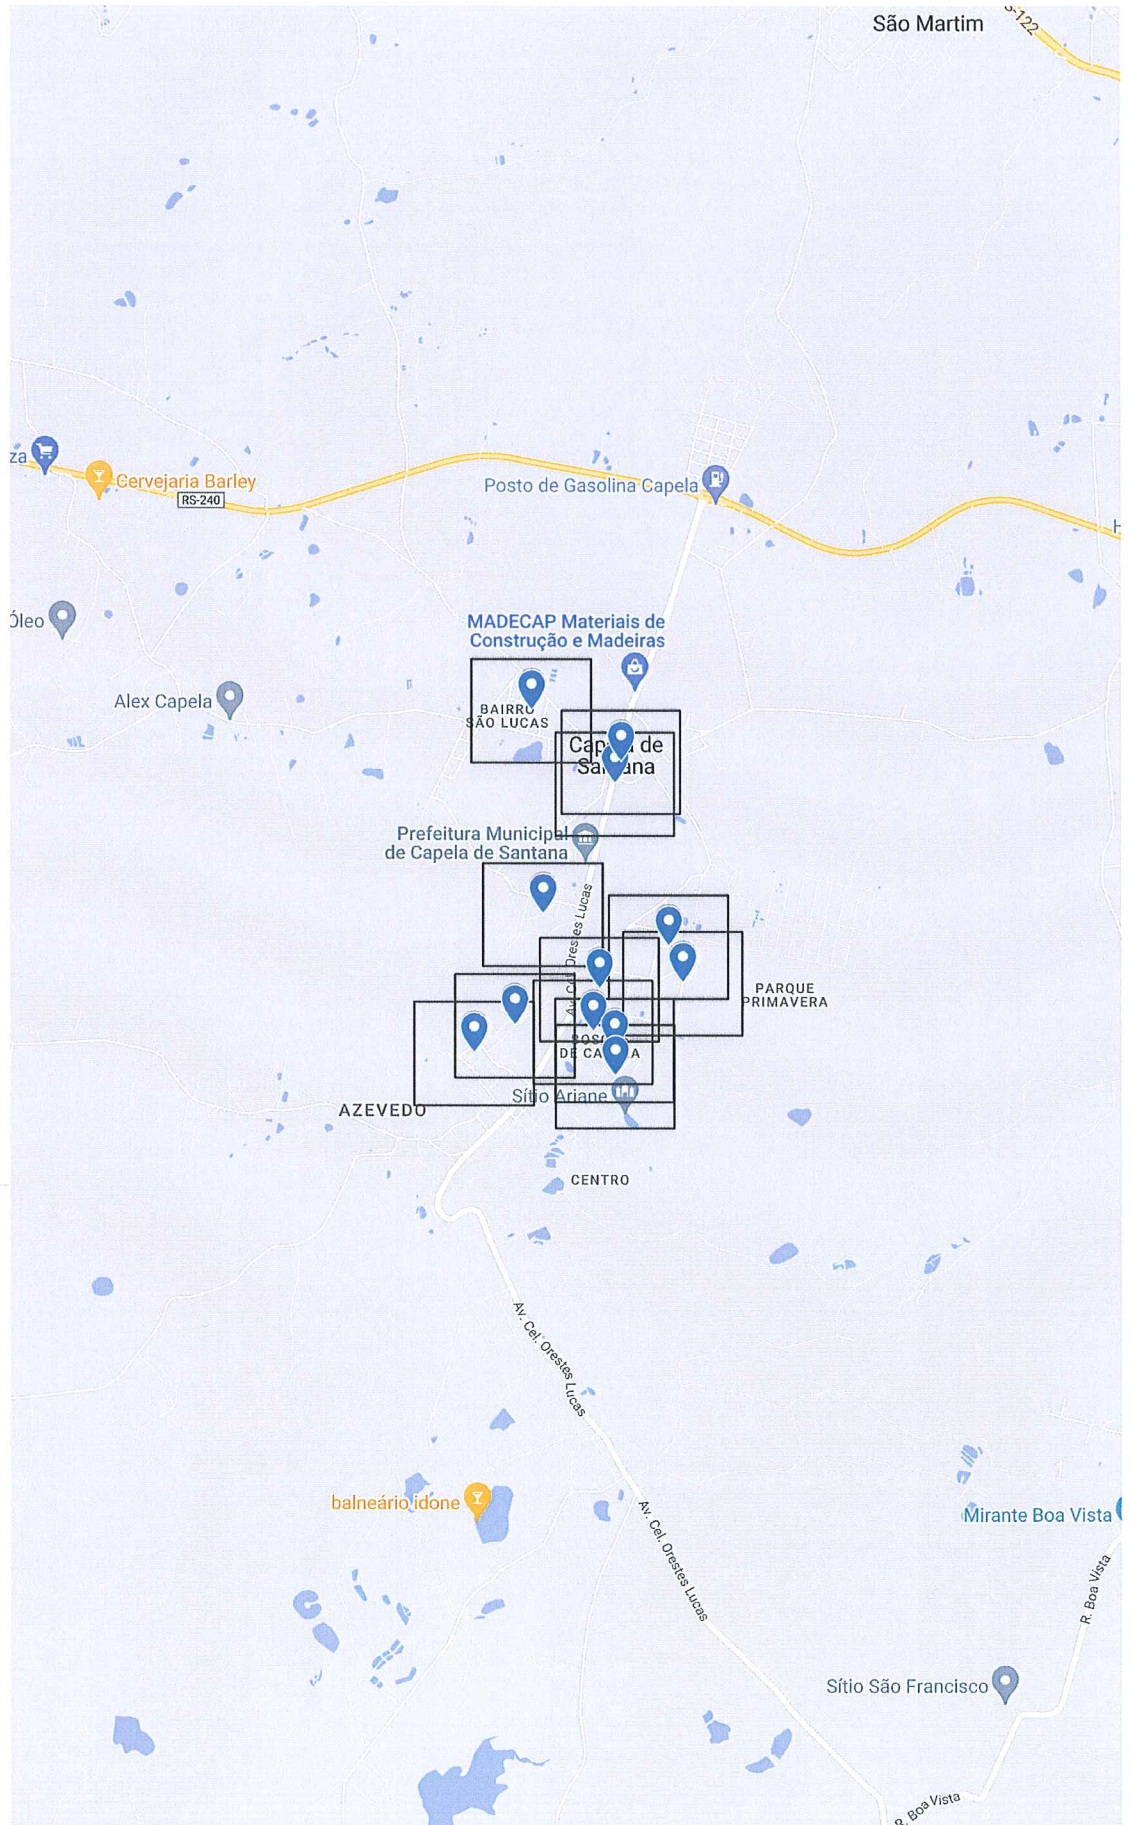 São Martim
S-122
za
Cervejaria Barley
RS-240
Posto de Gasolina Capela
H
Óleo
MADECAP Materiais de
Construção e Madeiras
Alex Capela
BAIRRO
SÃO LUCAS
de
Prefeitura Municipal
de Capela de Santana
Av. Cel. Orestes Lucas
PARQUE
PRIMAVERA
DE CA
Sítio Ariane
AZEVEDO
CENTRO
Av. Cel. Orestes Lucas
balneário idone
Av. Cel. Orestes Lucas
Mirante Boa Vista
R. Boa Vista
Sítio São Francisco
R. Boa Vista